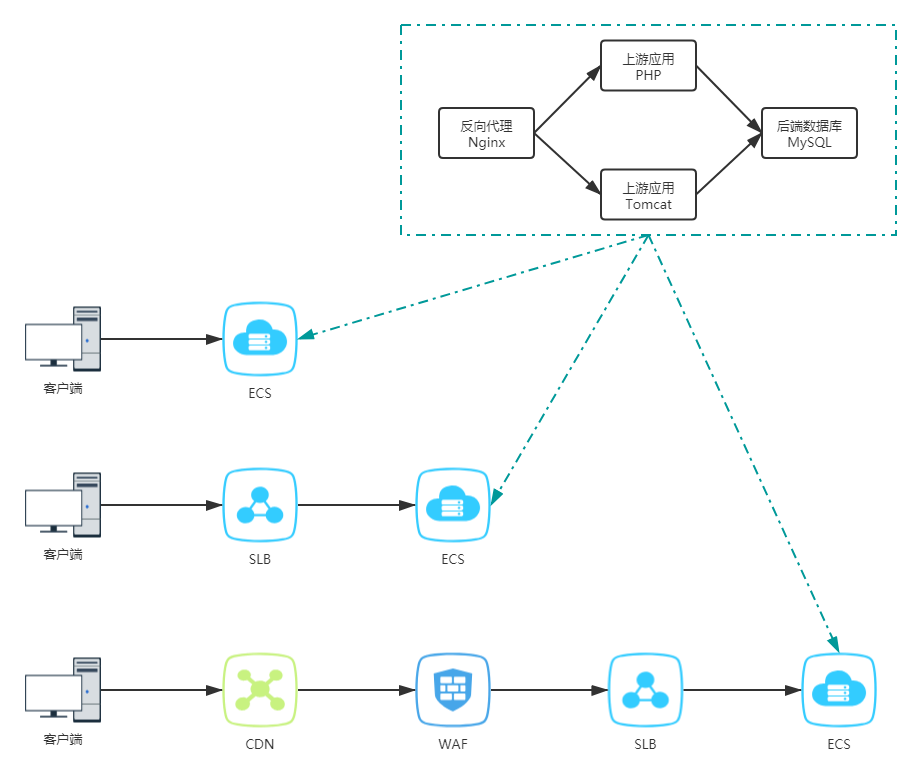 上游应用
PHP
反向代理
Nginx
后端数据库
MySQL
上游应用
Tomcat
客户端
ECS
客户端
SLB
ECS
客户端
CDN
WAF
SLB
ECS